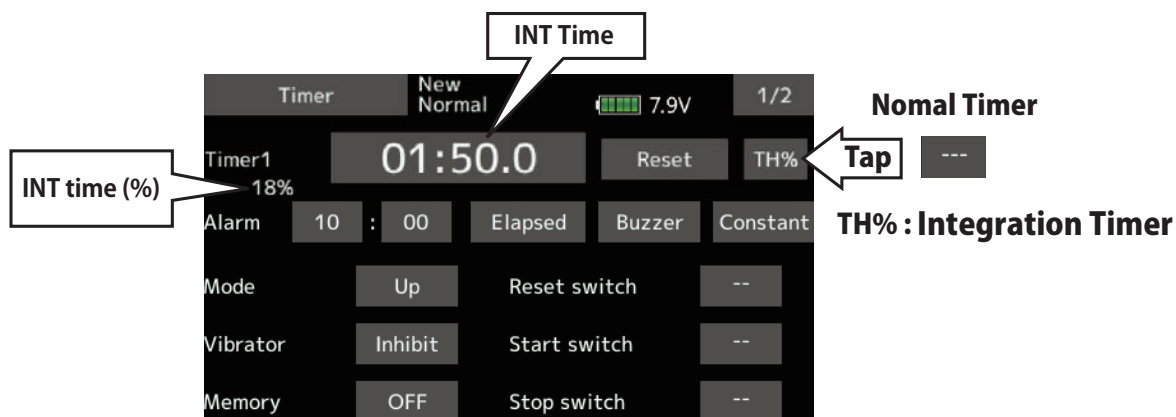 INT Time
Timer New Normal 7.9V 1/2
Nomal Timer
Timer1 01:50.0 Reset TH% Tap ---
INT time (%) 18%
Alarm 10 : 00 Elapsed Buzzer Constant
TH% : Integration Timer
Mode Up Reset switch --
Vibrator Inhibit Start switch --
Memory OFF Stop switch --